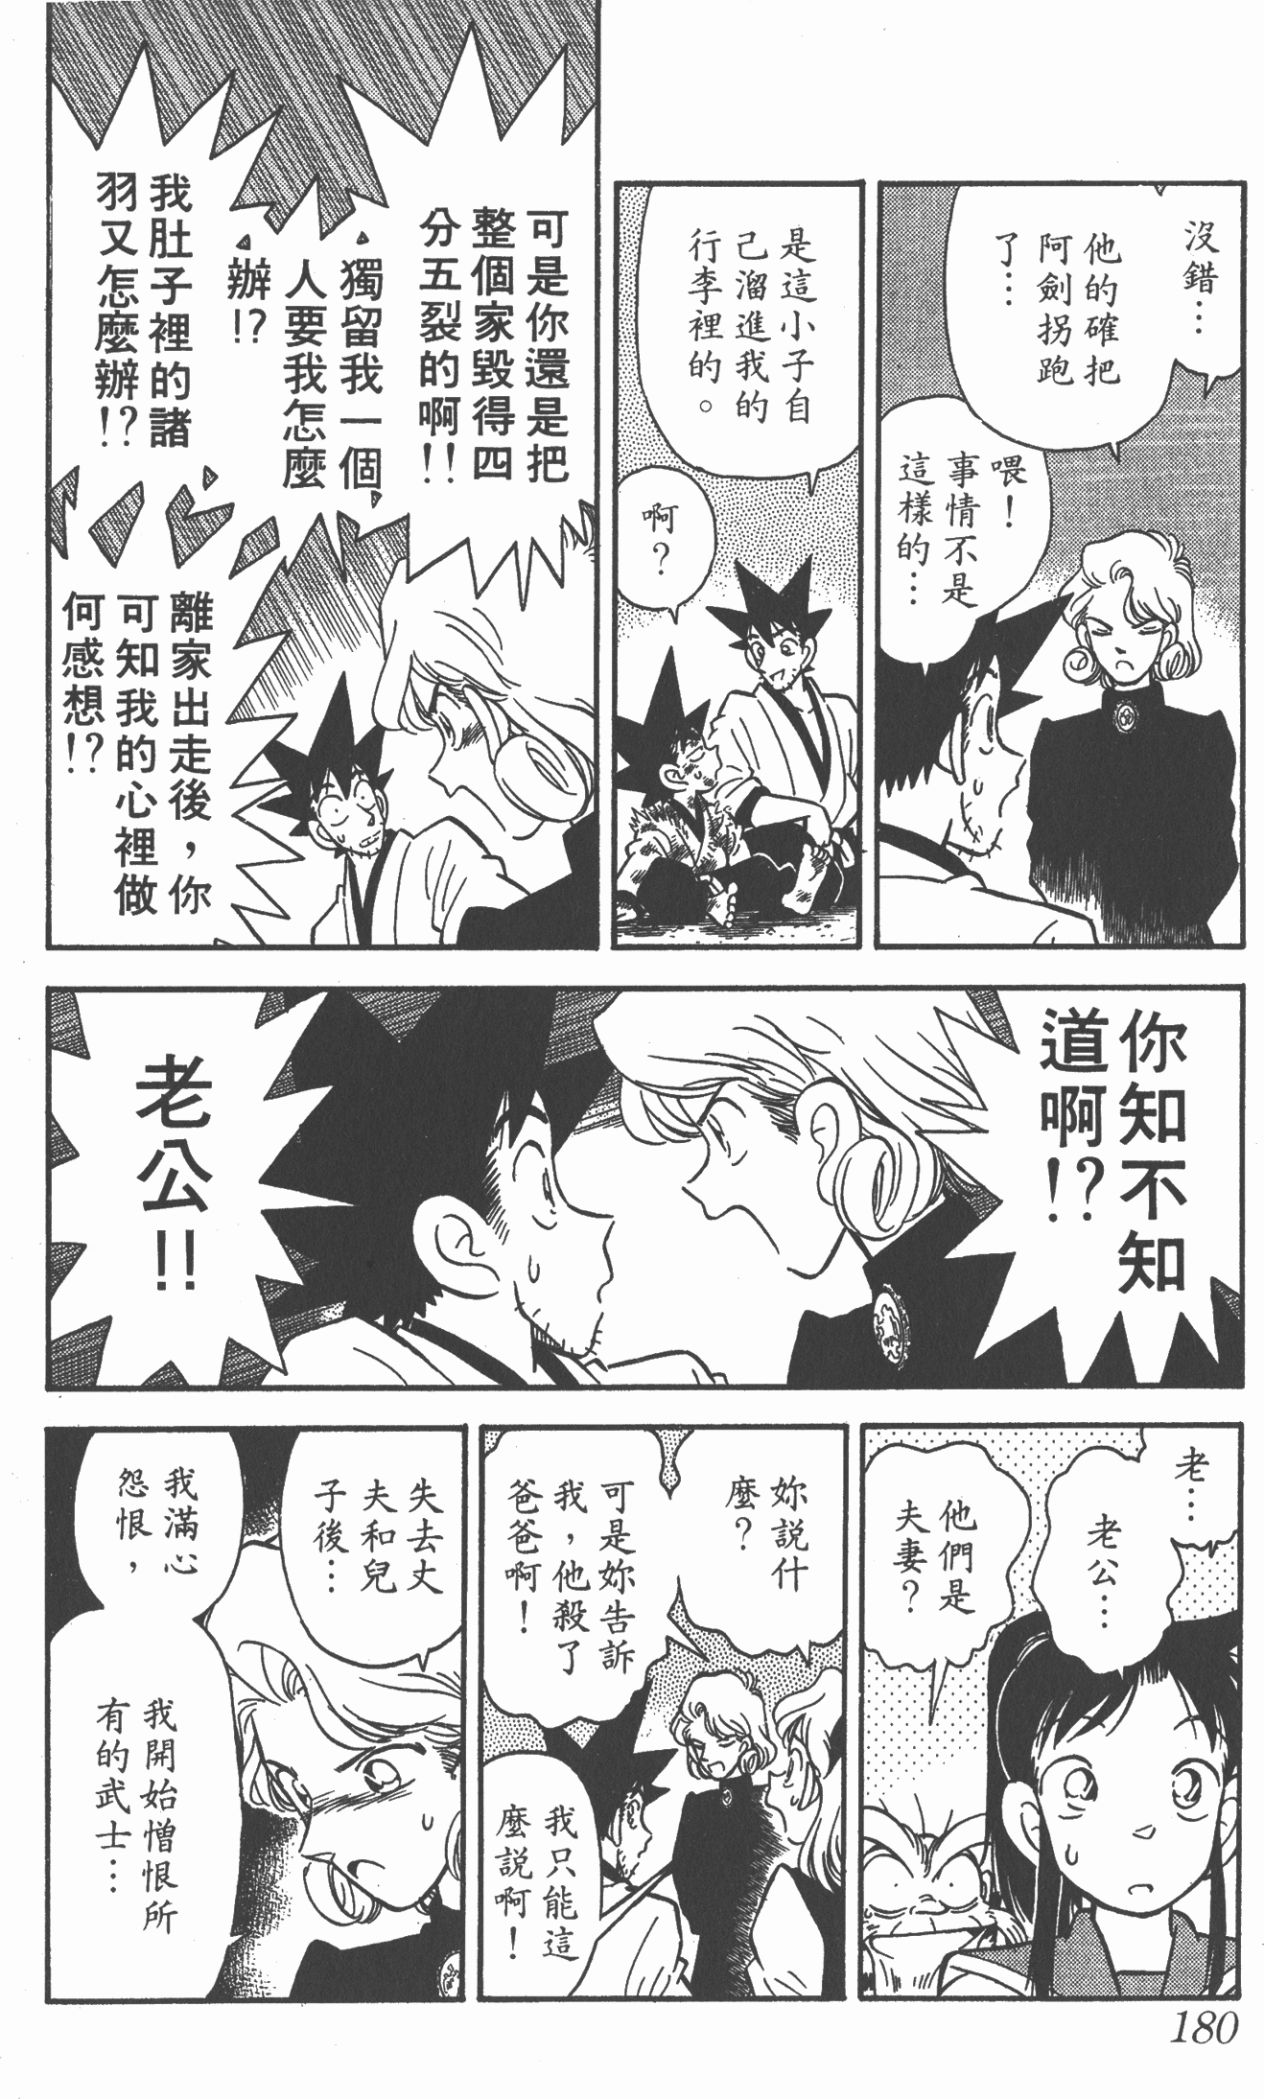 沒錯…
他的確把
阿劍拐跑
了…
喂！
事情不是
這樣的…
是這小子自
己溜進我的
行李裡的。
啊？
可是你還是把
整個家毀得四
分五裂的啊!!
獨留我一個
人要我怎麼
辦!?
我肚子裡的諸
羽又怎麼辦!?
離家出走後，你
可知我的心裡做
何感想!?
你知不知
道啊!?
老公!!
老…
老公…
他們是
夫妻？
妳說什
麼？
可是妳告訴
我，他殺了
爸爸啊！
我只能這
麼說啊！
失去丈
夫和兒
子後…
我滿心
怨恨，
我開始憎恨所
有的武士…
180